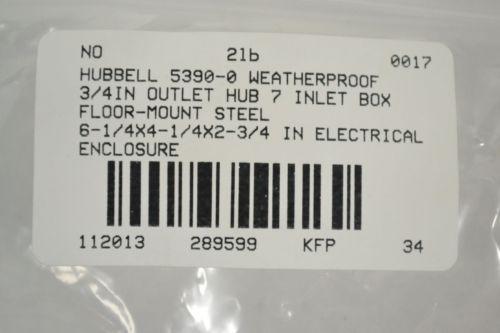 NO 2lb 0017
HUBBELL 5390-0 WEATHERPROOF
3/4IN OUTLET HUB 7 INLET BOX
FLOOR-MOUNT STEEL
6-1/4X4-1/4X2-3/4 IN ELECTRICAL
ENCLOSURE
112013 289599 KFP 34